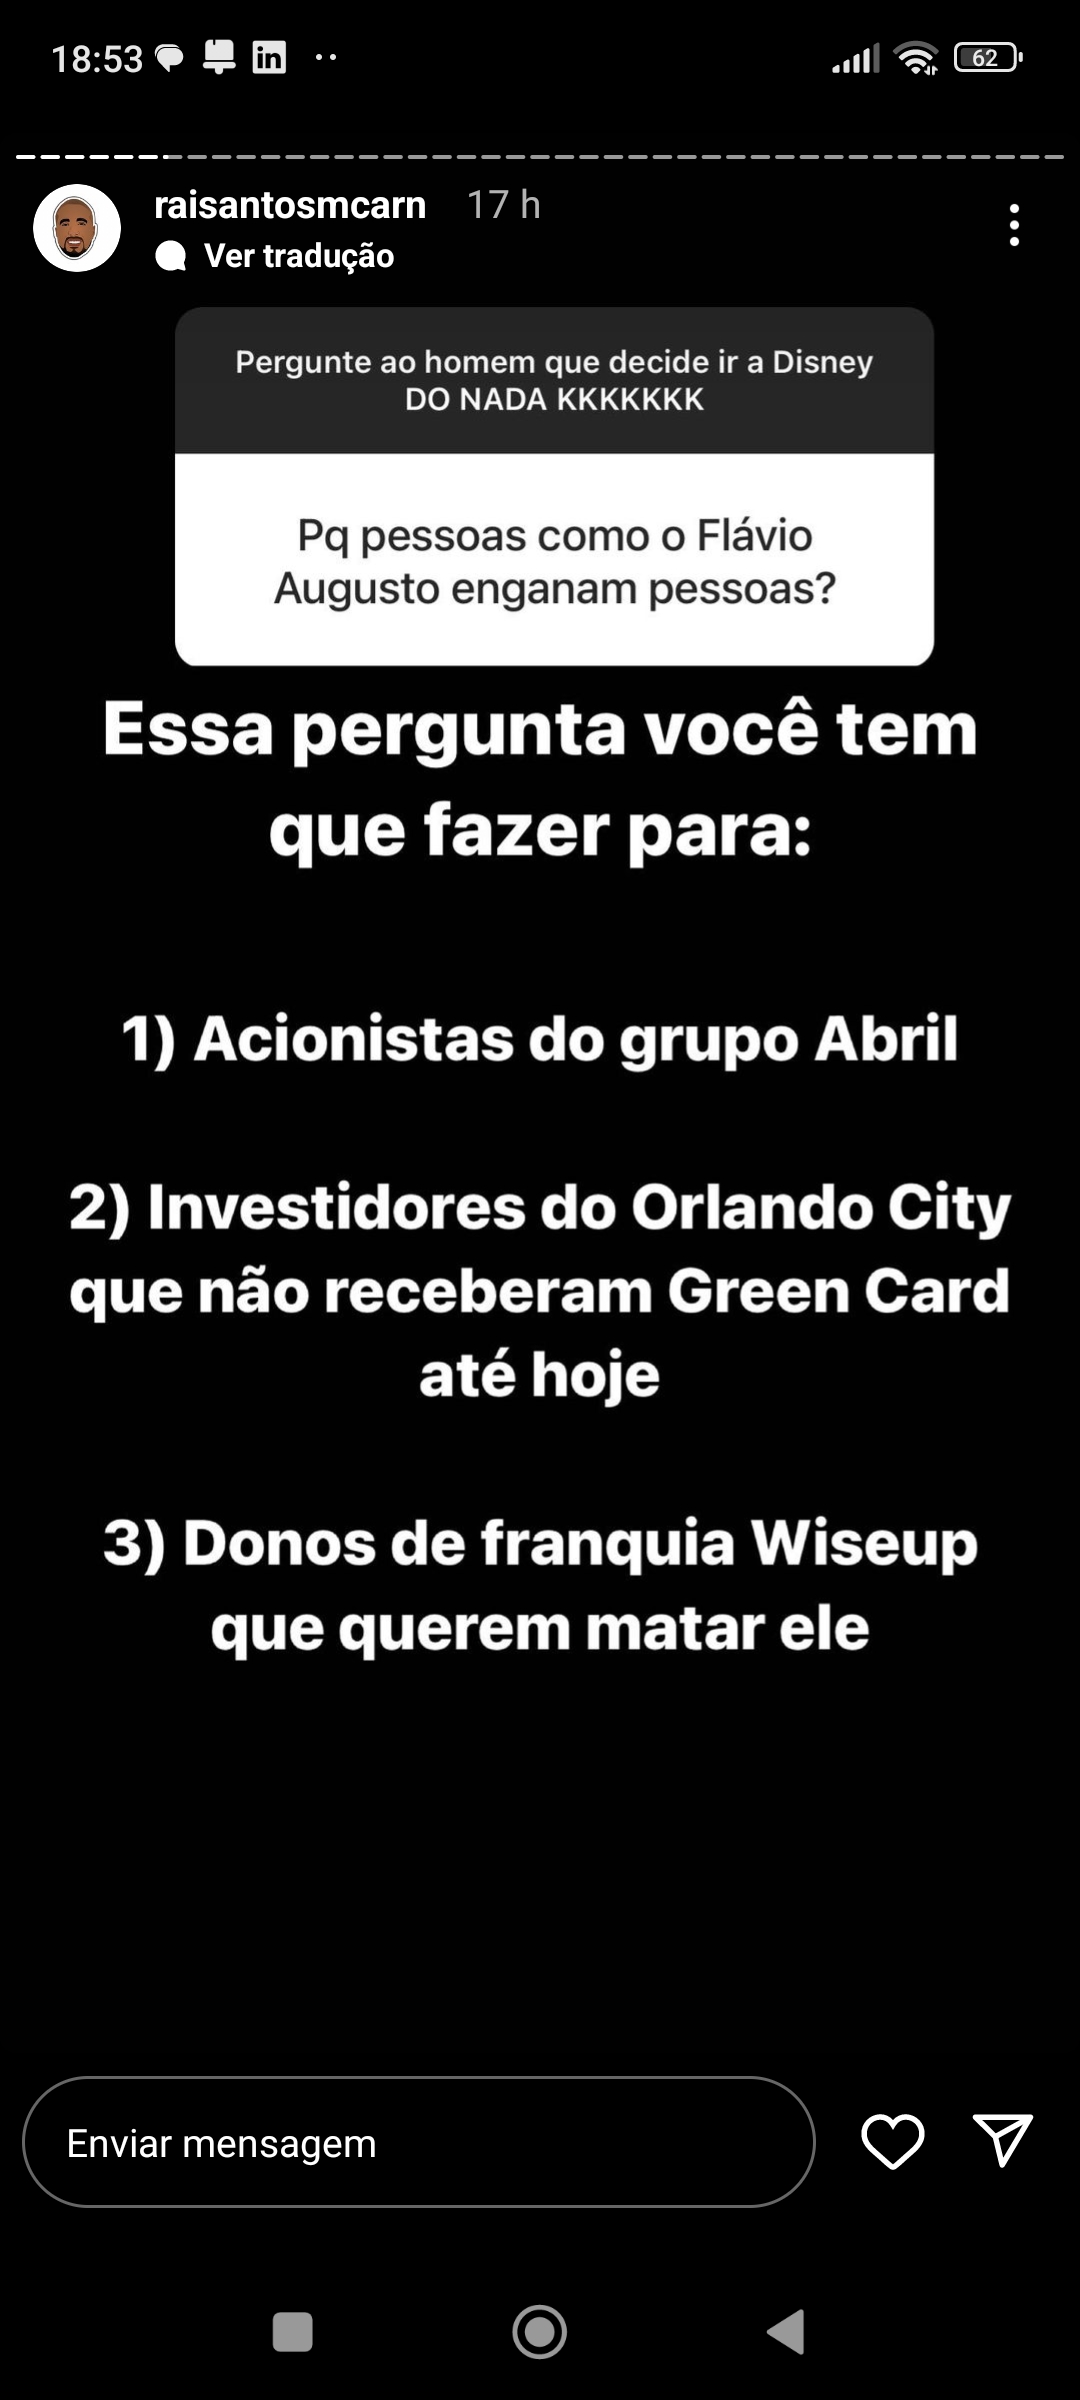 18:53
in
62
raisantosmcarn 17 h
Ver tradução
Pergunte ao homem que decide ir a Disney
DO NADA KKKKKKK
Pq pessoas como o Flávio
Augusto enganam pessoas?
Essa pergunta você tem
que fazer para:
1) Acionistas do grupo Abril
2) Investidores do Orlando City
que não receberam Green Card
até hoje
3) Donos de franquia Wiseup
que querem matar ele
Enviar mensagem